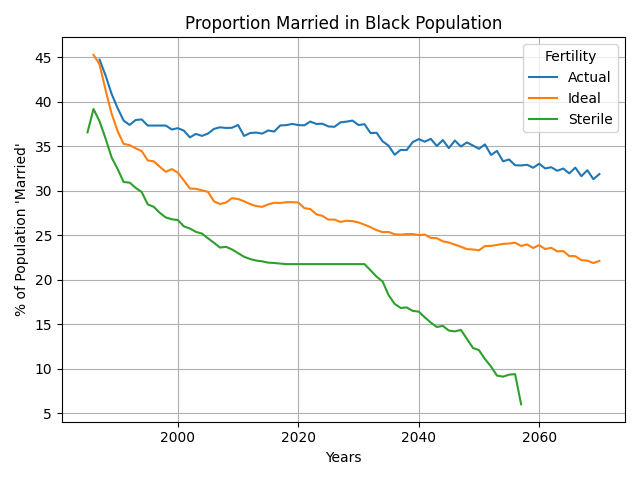 Proportion Married in Black Population
% of Population 'Married'
45
40
35
30
25
20
15
10
5
Fertility
Actual
Ideal
Sterile
2000 2020 2040 2060
Years